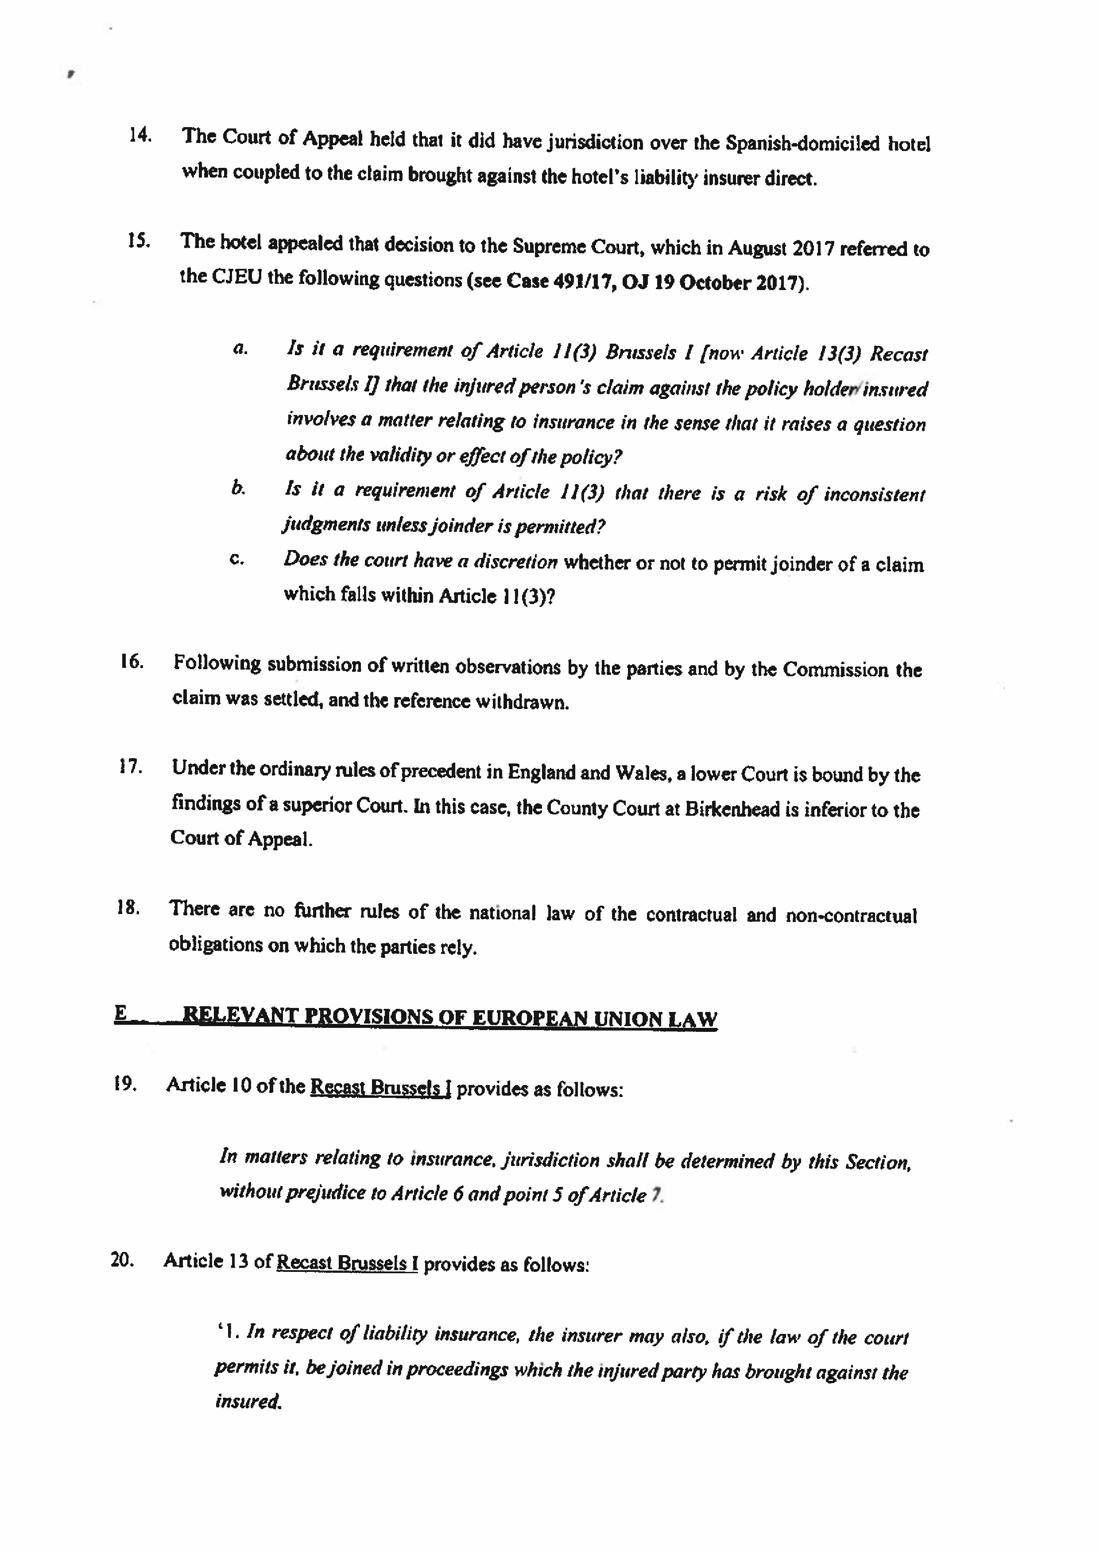 14. The Court of Appeal held that it did have jurisdiction over the Spanish-domiciled hotel
when coupled to the claim brought against the hotel's liability insurer direct.
15. The hotel appealed that decision to the Supreme Court, which in August 2017 referred to
the CJEU the following questions (see Case 491/17, OJ 19 October 2017).
a. Is it a requirement of Article 11(3) Brussels I [now Article 13(3) Recast
Brussels I] that the injured person's claim against the policy holder/insured
involves a matter relating to insurance in the sense that it raises a question
about the validity or effect of the policy?
b. Is it a requirement of Article 11(3) that there is a risk of inconsistent
judgments unless joinder is permitted?
c. Does the court have a discretion whether or not to permit joinder of a claim
which falls within Article 11(3)?
16. Following submission of written observations by the parties and by the Commission the
claim was settled, and the reference withdrawn.
17. Under the ordinary rules of precedent in England and Wales, a lower Court is bound by the
findings of a superior Court. In this case, the County Court at Birkenhead is inferior to the
Court of Appeal.
18. There are no further rules of the national law of the contractual and non-contractual
obligations on which the parties rely.
E RELEVANT PROVISIONS OF EUROPEAN UNION LAW
19. Article 10 of the Recast Brussels I provides as follows:
In matters relating to insurance, jurisdiction shall be determined by this Section,
without prejudice to Article 6 and point 5 of Article 7.
20. Article 13 of Recast Brussels I provides as follows:
'1. In respect of liability insurance, the insurer may also, if the law of the court
permits it, be joined in proceedings which the injured party has brought against the
insured.